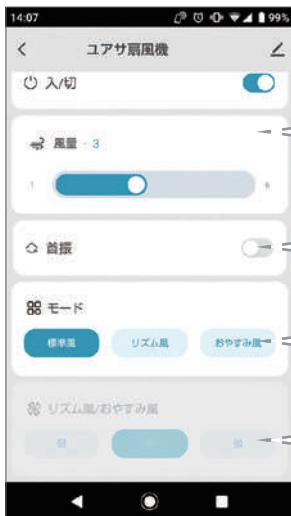 14:07 99%
ユアサ扇風機
入/切
風量 · 3
1
首振
モード
標準風 リズム風 おやすみ風
リズム風/おやすみ風